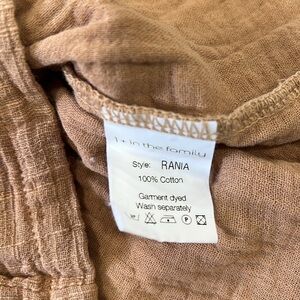 1+ in the family
Style: RANIA
100% Cotton
Garment dyed
Wash separately